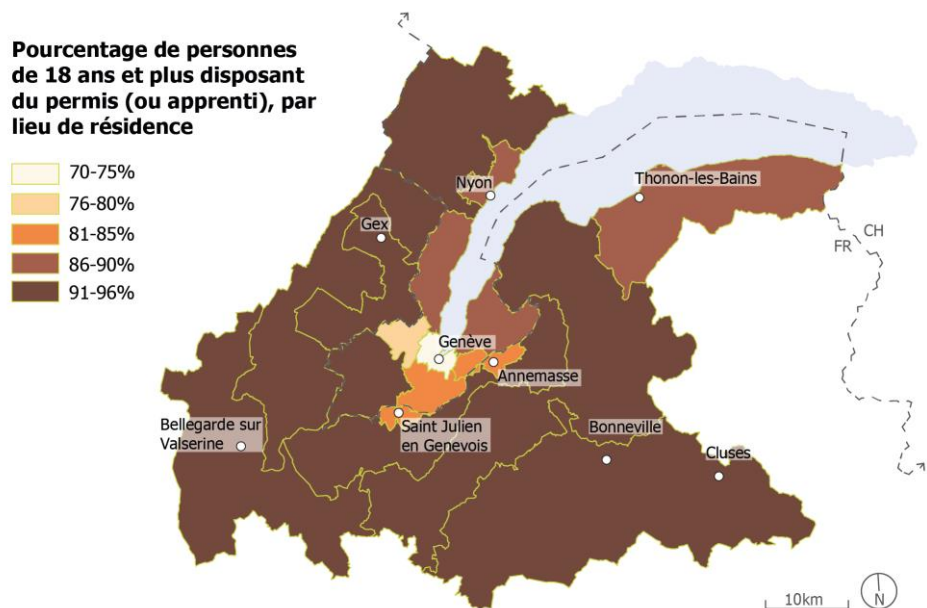 Pourcentage de personnes
de 18 ans et plus disposant
du permis (ou apprenti), par
lieu de résidence
70-75%
76-80%
81-85%
86-90%
91-96%
Nyon
Thonon-les-Bains
Gex
CH
FR
Genève
Annemasse
Bellegarde sur
Valserine
Saint Julien
en Genevois
Bonneville
Cluses
10km
N